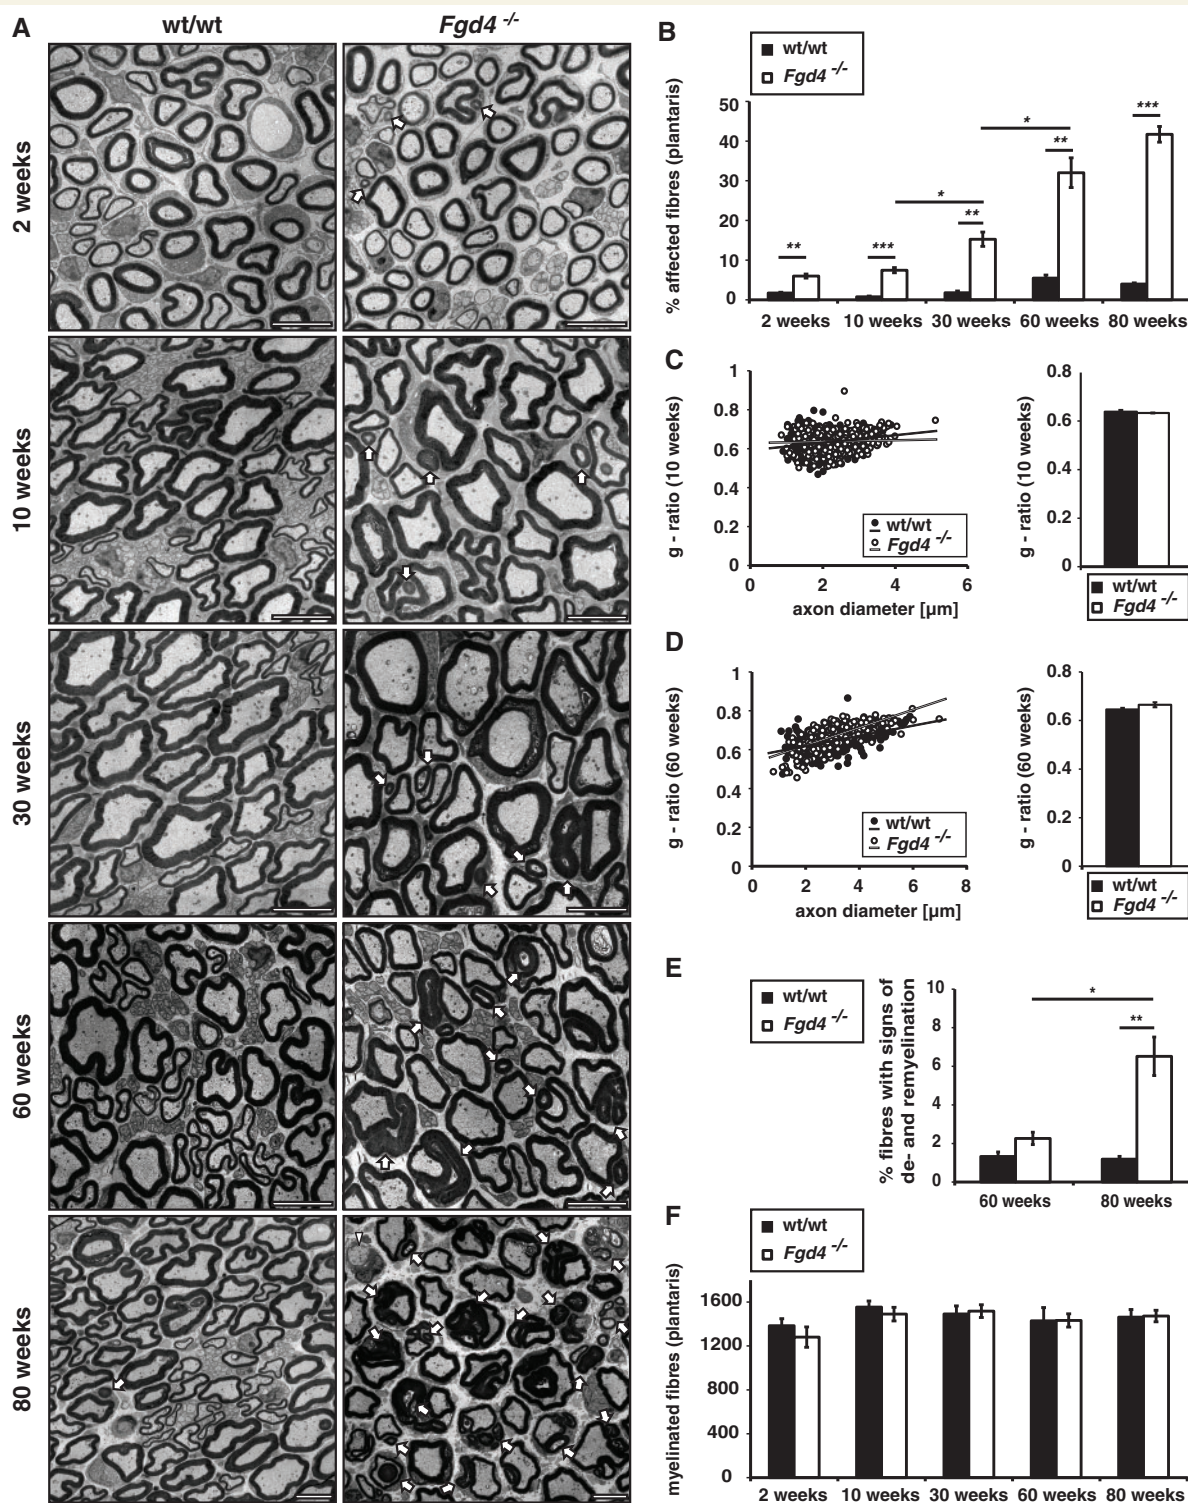 A
wt/wt
Fgd4 -/-
2 weeks
10 weeks
30 weeks
60 weeks
80 weeks
B
wt/wt
Fgd4 -/-
% affected fibres (plantaris)
50
40
30
20
10
0
**
***
*
**
*
**
***
2 weeks
10 weeks
30 weeks
60 weeks
80 weeks
C
g - ratio (10 weeks)
1
0.8
0.6
0.4
0.2
0
0
2
4
6
axon diameter [µm]
wt/wt
Fgd4 -/-
g - ratio (10 weeks)
0.8
0.6
0.4
0.2
0
wt/wt
Fgd4 -/-
D
g - ratio (60 weeks)
1
0.8
0.6
0.4
0.2
0
0
2
4
6
8
axon diameter [µm]
wt/wt
Fgd4 -/-
g - ratio (60 weeks)
0.8
0.6
0.4
0.2
0
wt/wt
Fgd4 -/-
E
wt/wt
Fgd4 -/-
% fibres with signs of
de- and remyelination
10
8
6
4
2
0
*
**
60 weeks
80 weeks
F
wt/wt
Fgd4 -/-
myelinated fibres (plantaris)
1600
1200
800
400
0
2 weeks
10 weeks
30 weeks
60 weeks
80 weeks